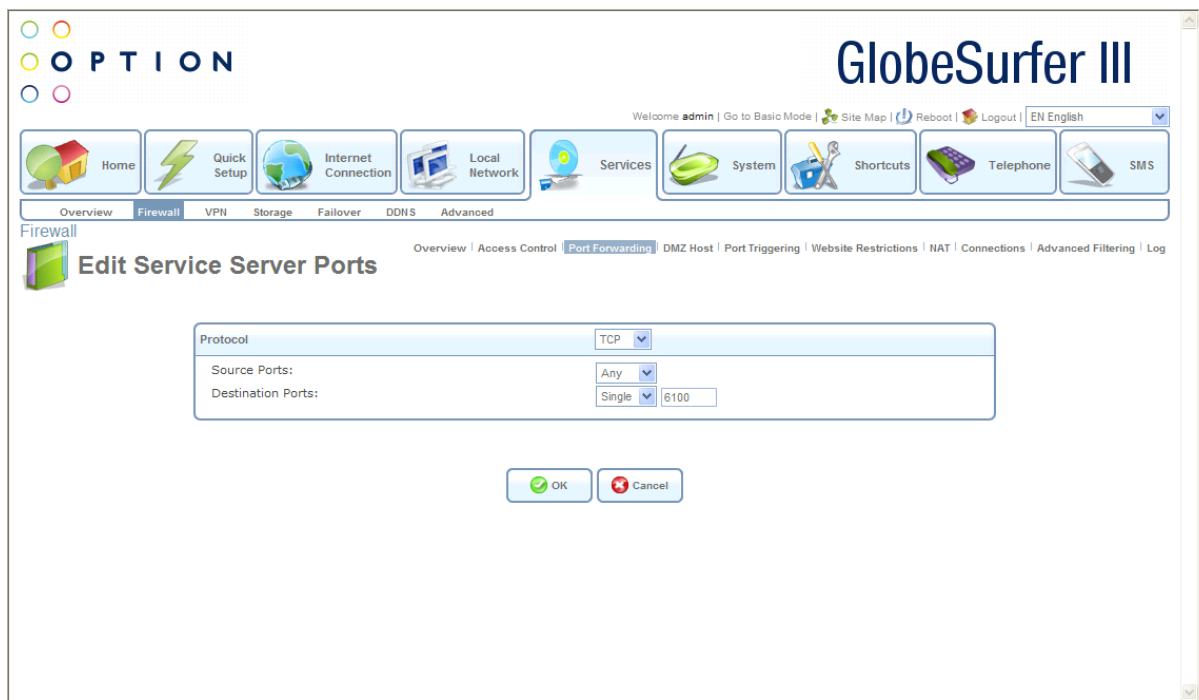 OPTION
GlobeSurfer III
Welcome admin | Go to Basic Mode | Site Map | Reboot | Logout | EN English
Home
Quick Setup
Internet Connection
Local Network
Services
System
Shortcuts
Telephone
SMS
Overview Firewall VPN Storage Failover DDNS Advanced
Firewall
Overview | Access Control | Port Forwarding | DMZ Host | Port Triggering | Website Restrictions | NAT | Connections | Advanced Filtering | Log
Edit Service Server Ports
Protocol TCP
Source Ports: Any
Destination Ports: Single 6100
OK Cancel